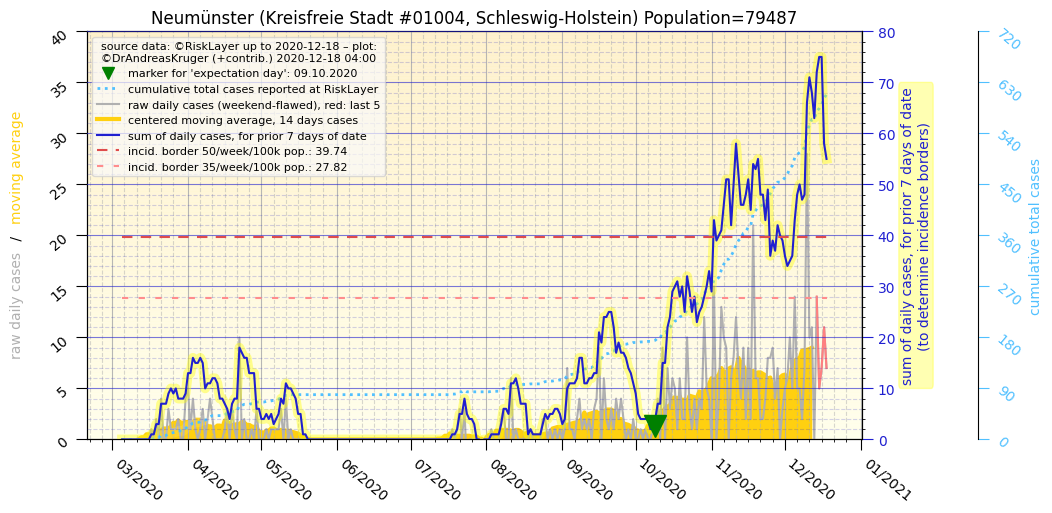 Neumünster (Kreisfreie Stadt #01004, Schleswig-Holstein) Population=79487
source data: ©RiskLayer up to 2020-12-18 – plot:
©DrAndreasKruger (+contrib.) 2020-12-18 04:00
marker for 'expectation day': 09.10.2020
cumulative total cases reported at RiskLayer
raw daily cases (weekend-flawed), red: last 5
centered moving average, 14 days cases
sum of daily cases, for prior 7 days of date
incid. border 50/week/100k pop.: 39.74
incid. border 35/week/100k pop.: 27.82
raw daily cases / moving average
40
35
30
25
20
15
10
5
0
03/2020
04/2020
05/2020
06/2020
07/2020
08/2020
09/2020
10/2020
11/2020
12/2020
01/2021
80
70
60
50
40
30
20
10
0
sum of daily cases, for prior 7 days of date
(to determine incidence borders)
720
630
540
450
360
270
180
90
0
cumulative total cases